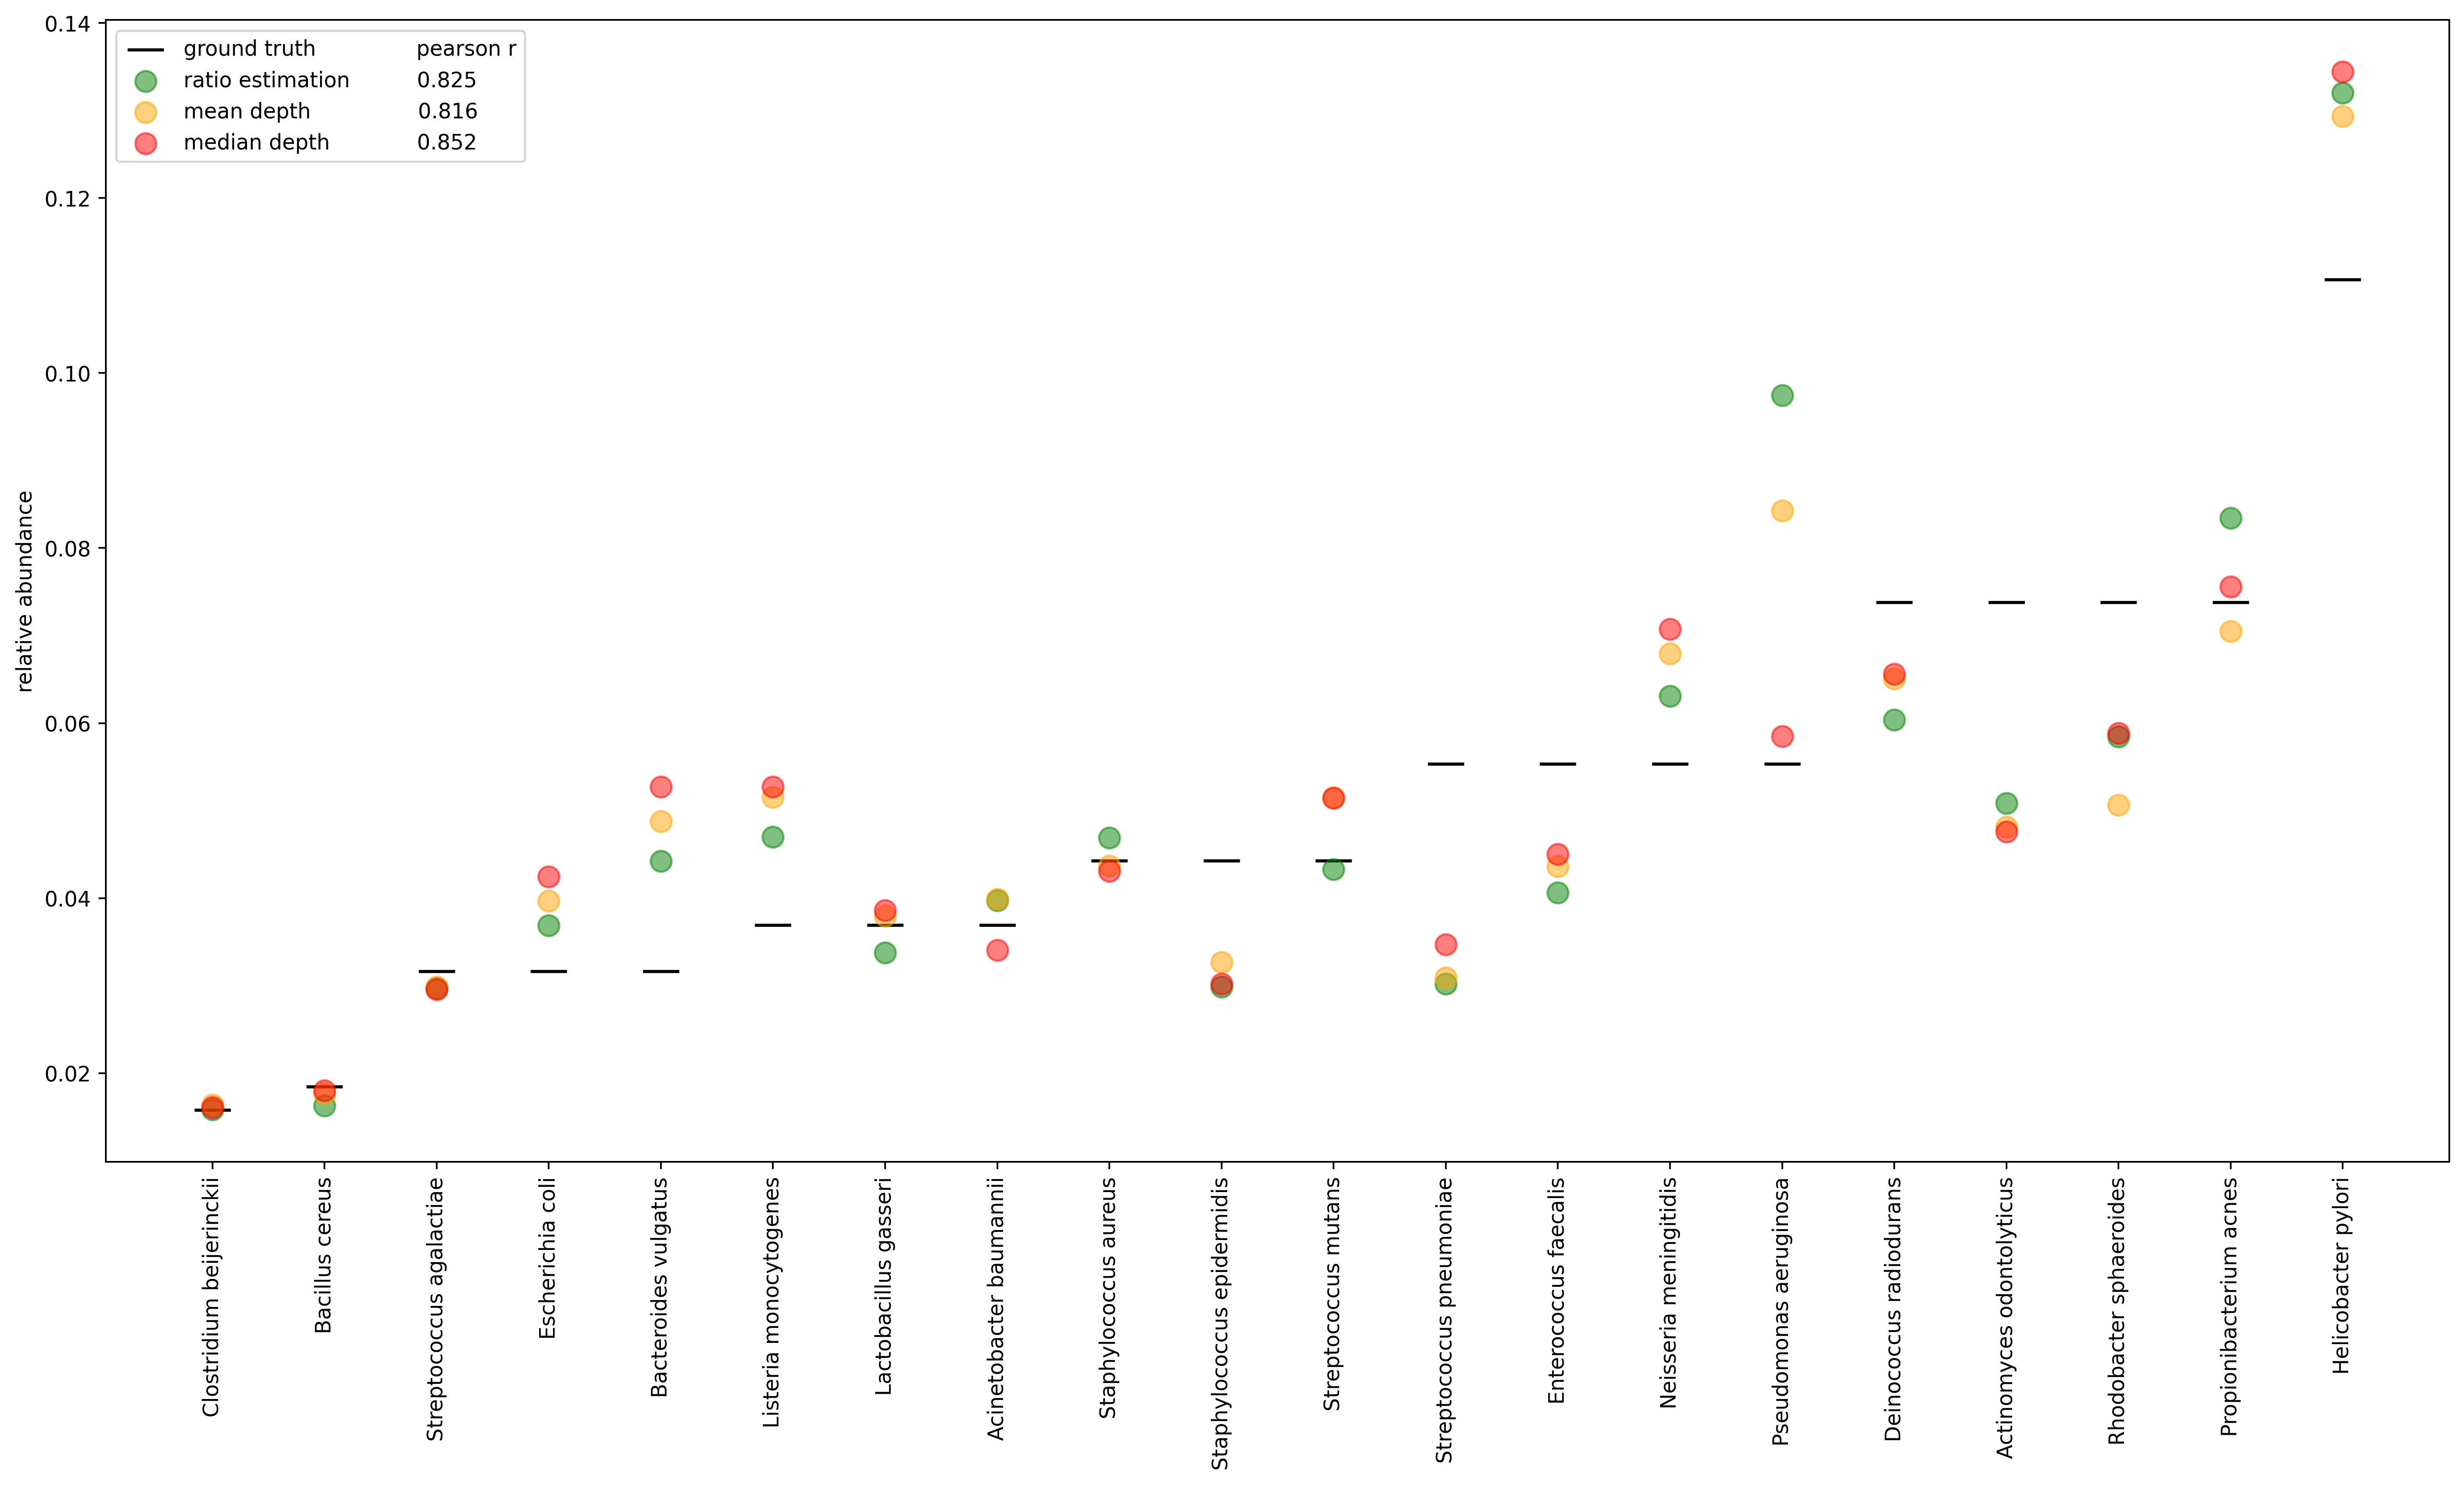 ground truth pearson r
ratio estimation 0.825
mean depth 0.816
median depth 0.852
relative abundance
0.14
0.12
0.10
0.08
0.06
0.04
0.02
Clostridium beijerinckii
Bacillus cereus
Streptococcus agalactiae
Escherichia coli
Bacteroides vulgatus
Listeria monocytogenes
Lactobacillus gasseri
Acinetobacter baumannii
Staphylococcus aureus
Staphylococcus epidermidis
Streptococcus mutans
Streptococcus pneumoniae
Enterococcus faecalis
Neisseria meningitidis
Pseudomonas aeruginosa
Deinococcus radiodurans
Actinomyces odontolyticus
Rhodobacter sphaeroides
Propionibacterium acnes
Helicobacter pylori